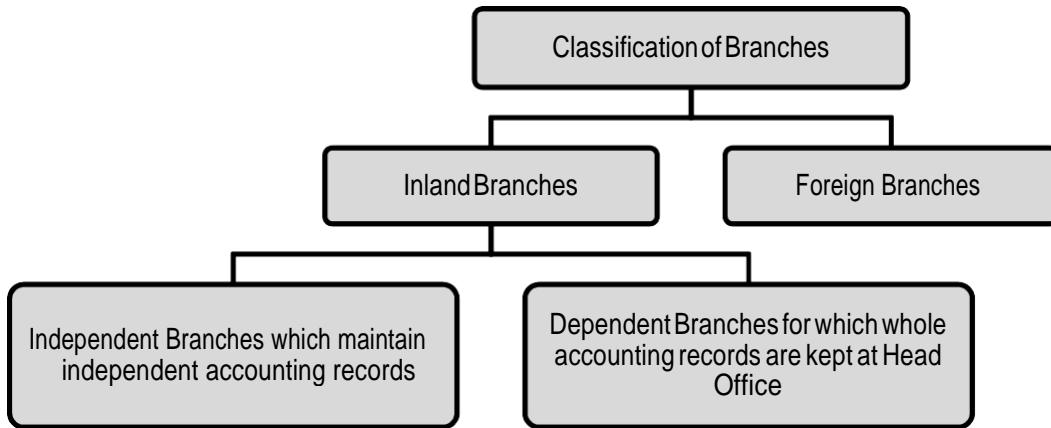 Classification of Branches
Inland Branches
Foreign Branches
Independent Branches which maintain
independent accounting records
Dependent Branches for which whole
accounting records are kept at Head
Office